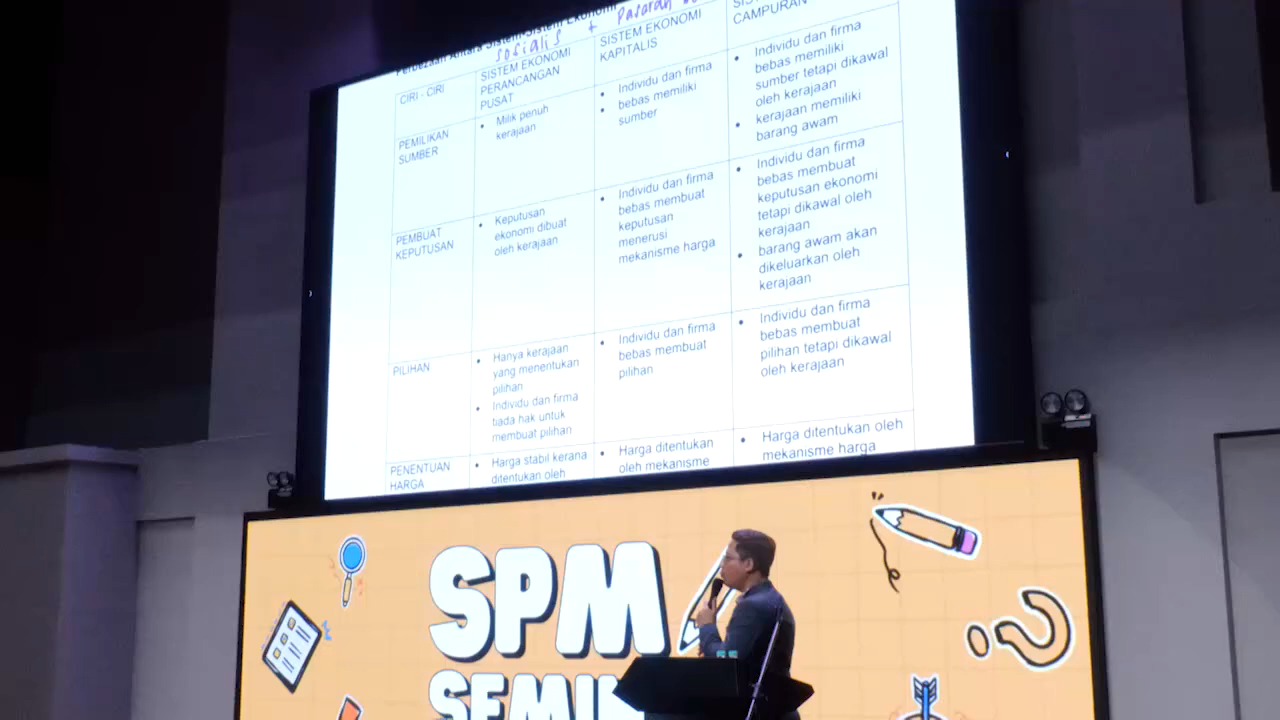 Perbezaan Antara Sistem-Sistem Ekonomi
sosialis + Pasaran
CIRI - CIRI
SISTEM EKONOMI
PERANCANGAN
PUSAT
SISTEM EKONOMI
KAPITALIS
CAMPURAN
PEMILIKAN
SUMBER
• Milik penuh
kerajaan
• Individu dan firma
• bebas memiliki
sumber
• Individu dan firma
bebas memiliki
sumber tetapi dikawal
oleh kerajaan
• kerajaan memiliki
barang awam
PEMBUAT
KEPUTUSAN
• Keputusan
ekonomi dibuat
oleh kerajaan
• Individu dan firma
bebas membuat
keputusan
menerusi
mekanisme harga
• Individu dan firma
bebas membuat
keputusan ekonomi
tetapi dikawal oleh
kerajaan
• barang awam akan
dikeluarkan oleh
kerajaan
PILIHAN
• Hanya kerajaan
yang menentukan
pilihan
• Individu dan firma
tiada hak untuk
membuat pilihan
• Individu dan firma
bebas membuat
pilihan
• Individu dan firma
bebas membuat
pilihan tetapi dikawal
oleh kerajaan
PENENTUAN
HARGA
• Harga stabil kerana
ditentukan oleh
• Harga ditentukan
oleh mekanisme
• Harga ditentukan oleh
mekanisme harga
SPM